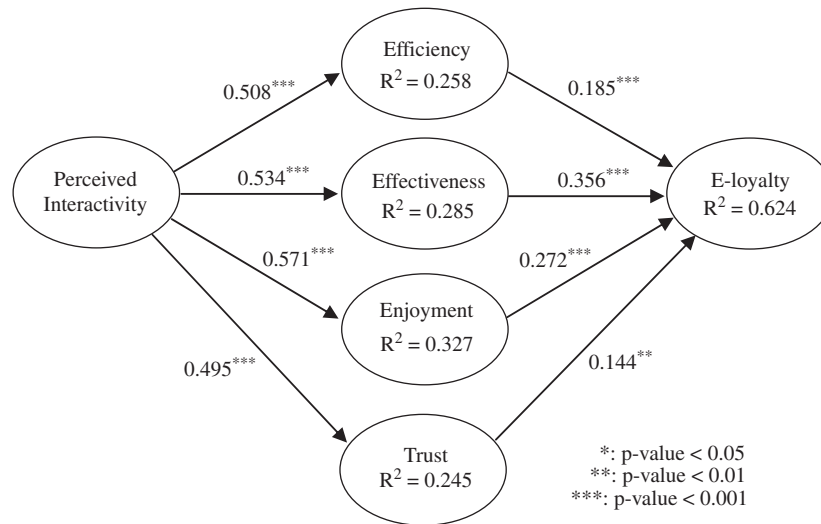 Efficiency
R² = 0.258
0.508***
0.185***
Perceived
Interactivity
0.534***
Effectiveness
R² = 0.285
0.356***
E-loyalty
R² = 0.624
0.571***
Enjoyment
R² = 0.327
0.272***
0.495***
0.144**
Trust
R² = 0.245
*: p-value < 0.05
**: p-value < 0.01
***: p-value < 0.001